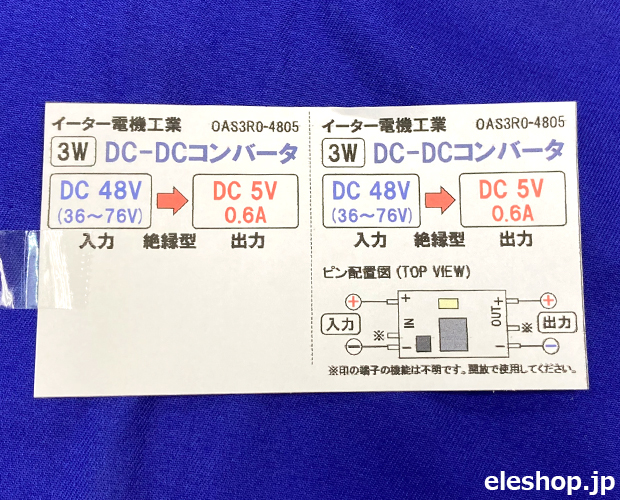 イーター電機工業 OAS3R0-4805
3W DC-DCコンバータ
DC 48V
(36～76V)
DC 5V
0.6A
入力 絶縁型 出力
イーター電機工業 OAS3R0-4805
3W DC-DCコンバータ
DC 48V
(36～76V)
DC 5V
0.6A
入力 絶縁型 出力
ピン配置図 (TOP VIEW)
+ + + +
入力 IN OUT ※ 出力
※
− − − −
※印の端子の機能は不明です。開放で使用してください。
eleshop.jp